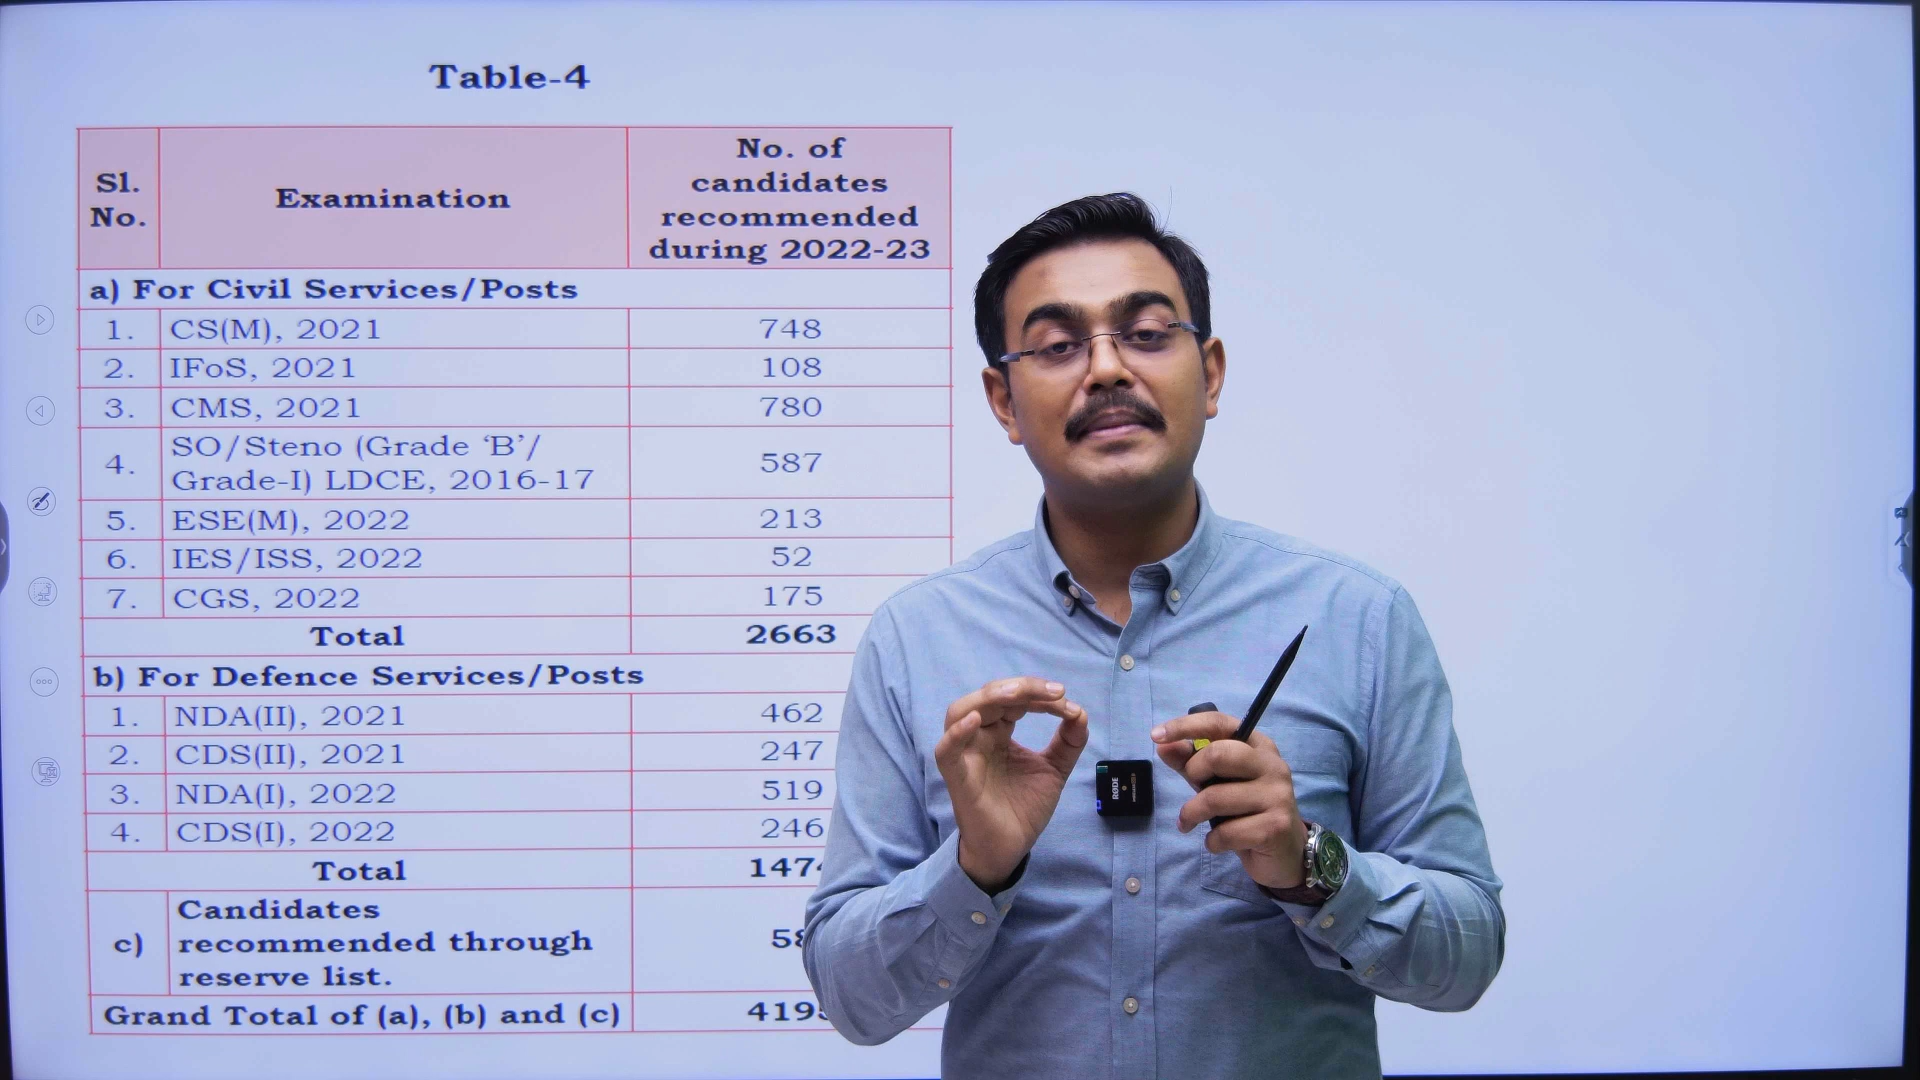 Table-4
Sl. No. Examination No. of candidates recommended during 2022-23
a) For Civil Services/Posts
1. CS(M), 2021 748
2. IFoS, 2021 108
3. CMS, 2021 780
4. SO/Steno (Grade ‘B’/
Grade-I) LDCE, 2016-17 587
5. ESE(M), 2022 213
6. IES/ISS, 2022 52
7. CGS, 2022 175
Total 2663
b) For Defence Services/Posts
1. NDA(II), 2021 462
2. CDS(II), 2021 247
3. NDA(I), 2022 519
4. CDS(I), 2022 246
Total
c) Candidates
recommended through
reserve list.
Grand Total of (a), (b) and (c)
RØDE